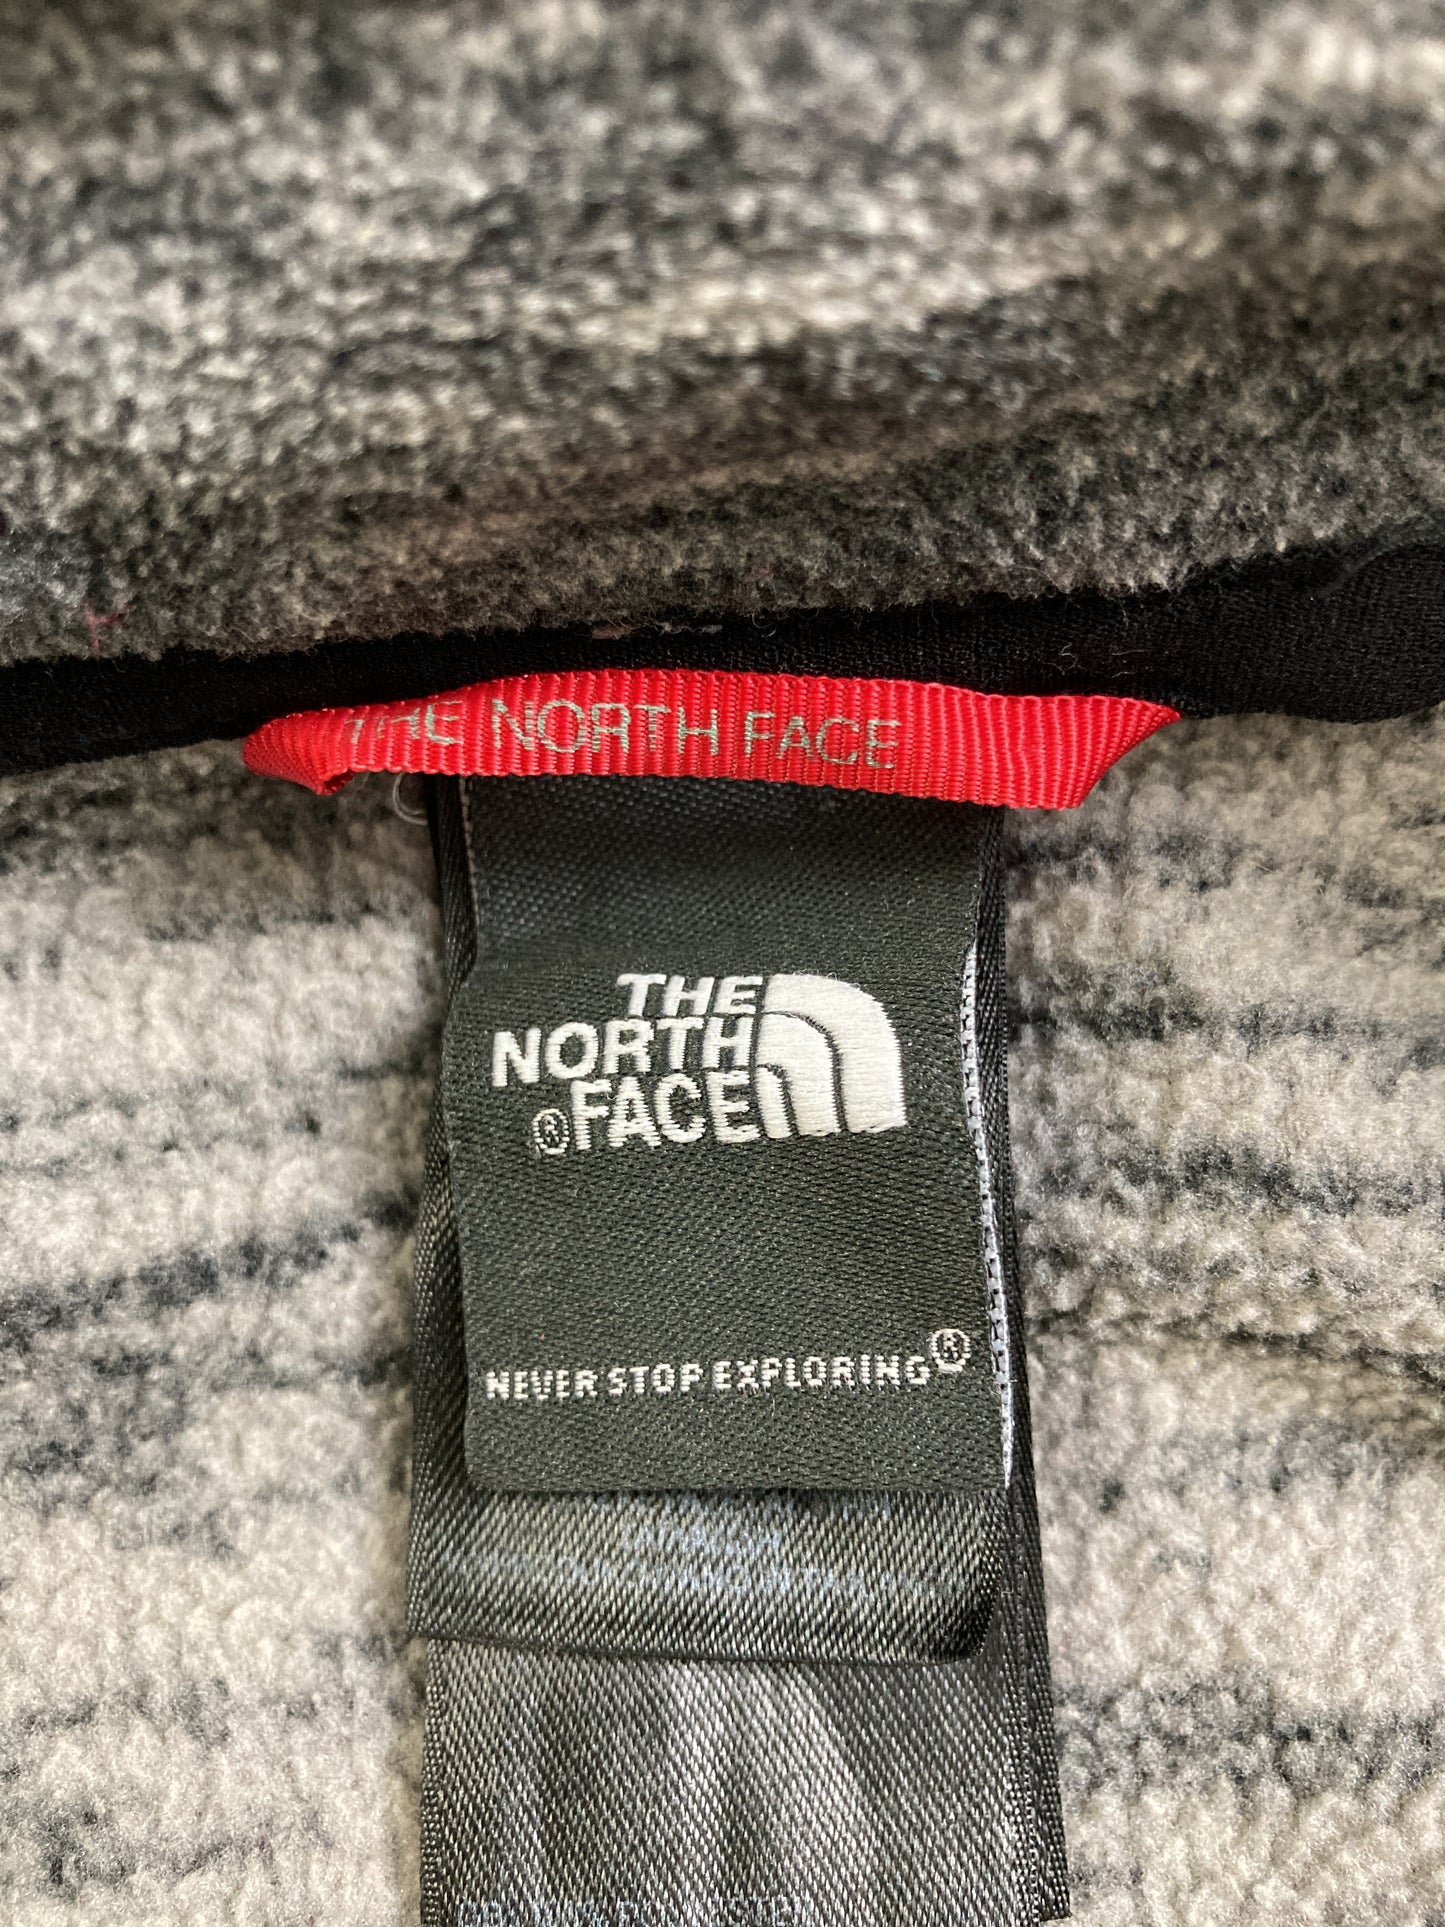 THE NORTH FACE
THE
NORTH
®FACE
NEVER STOP EXPLORING®